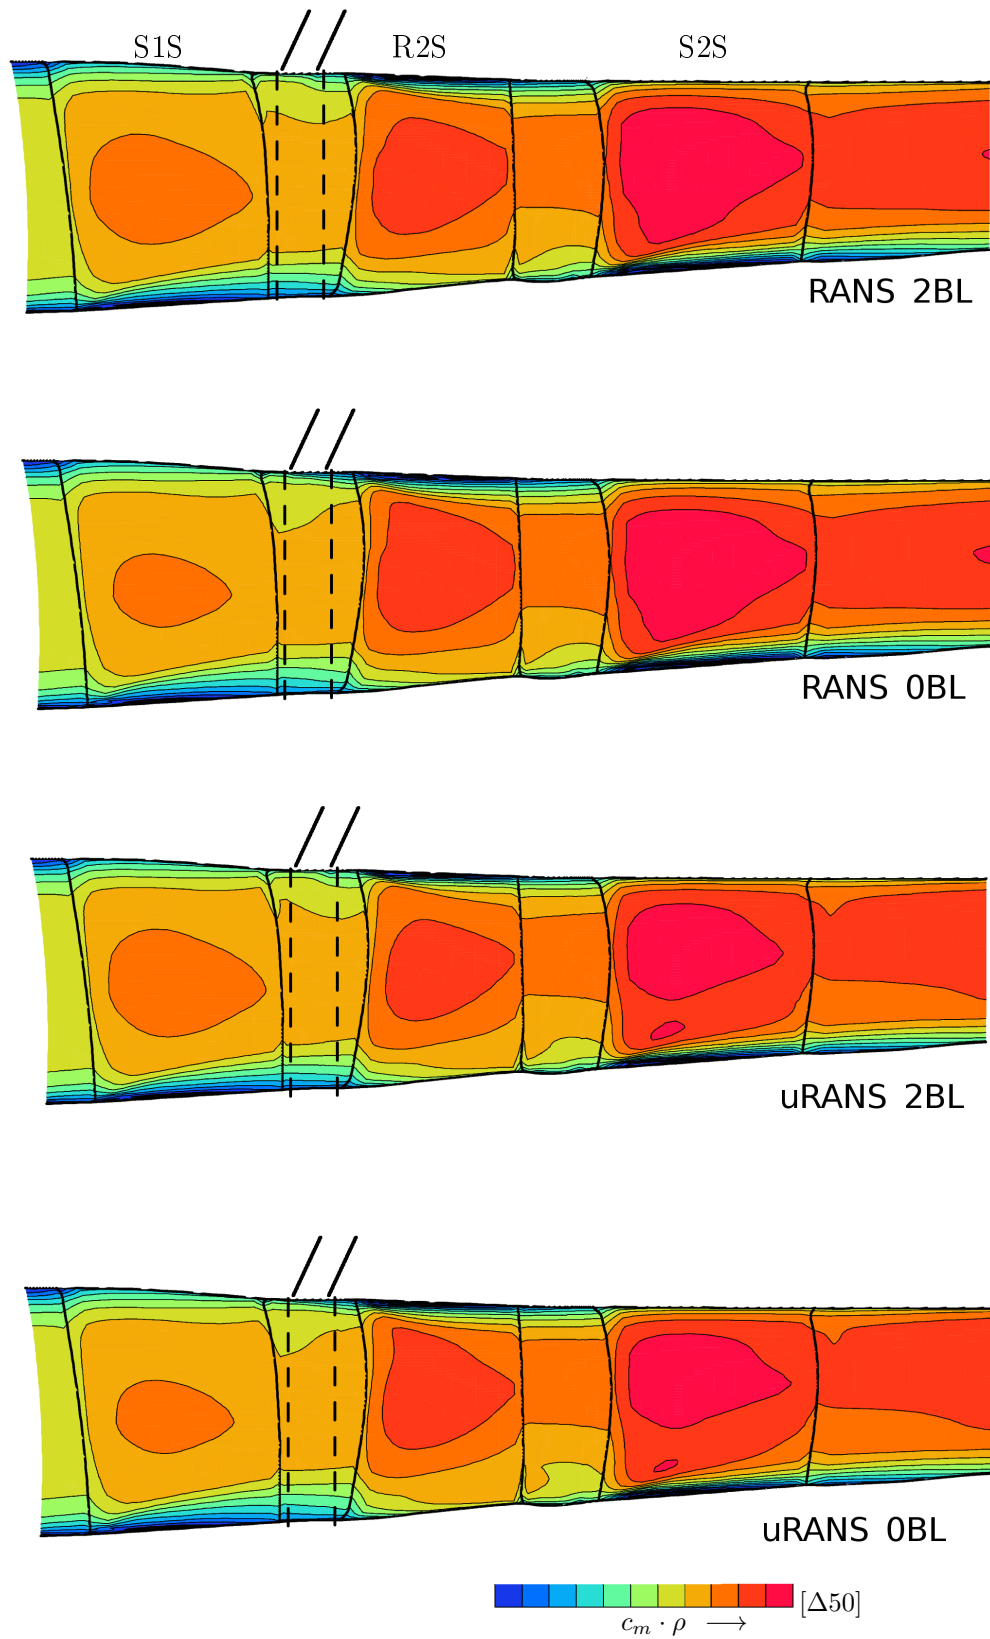 S1S R2S S2S
RANS 2BL
RANS 0BL
uRANS 2BL
uRANS 0BL
[Δ50]
c_m · ρ ⟶